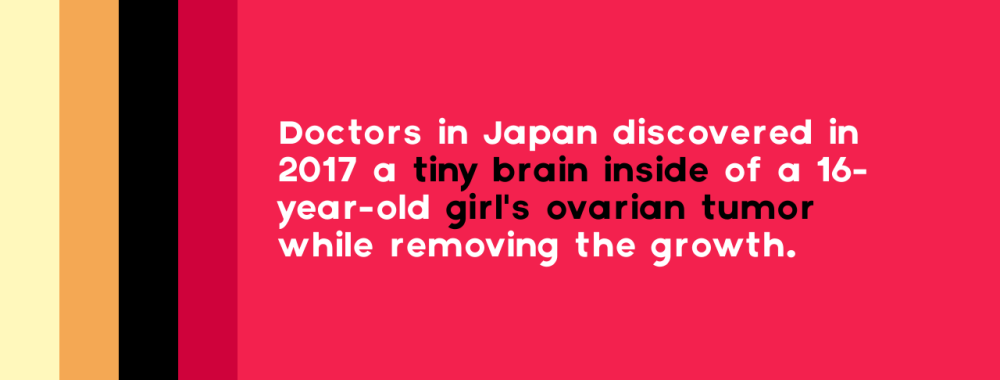 Doctors in Japan discovered in
2017 a tiny brain inside of a 16-
year-old girl's ovarian tumor
while removing the growth.